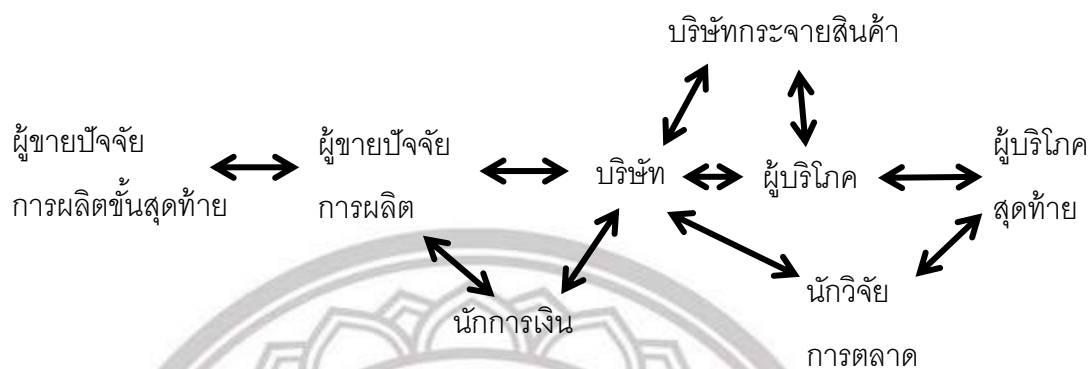 บริษัทกระจายสินค้า
ผู้ขายปัจจัย
การผลิตขั้นสุดท้าย
ผู้ขายปัจจัย
การผลิต
บริษัท
ผู้บริโภค
ผู้บริโภค
สุดท้าย
นักการเงิน
นักวิจัย
การตลาด